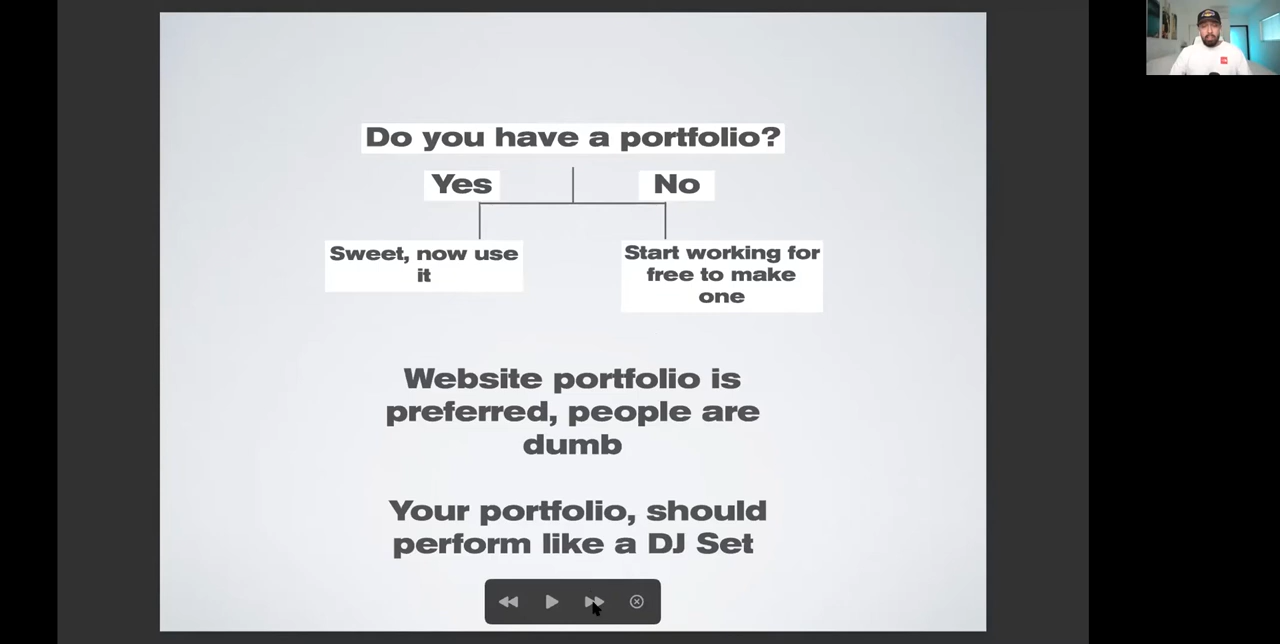 Do you have a portfolio?
Yes
No
Sweet, now use
it
Start working for
free to make
one
Website portfolio is
preferred, people are
dumb
Your portfolio, should
perform like a DJ Set